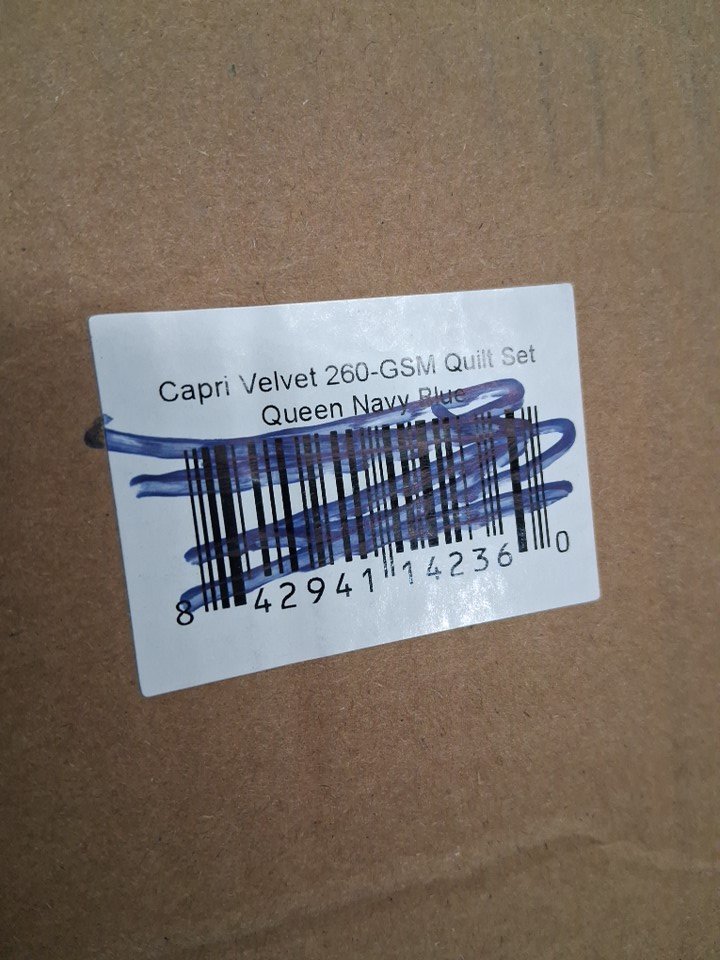 Capri Velvet 260-GSM Quilt Set
Queen Navy Blue
8 42941 14236 0